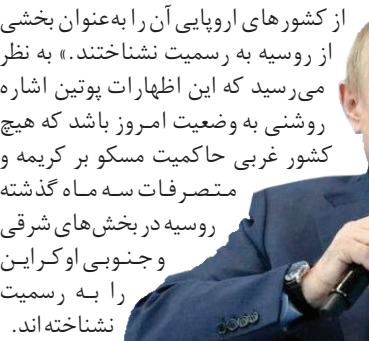 از کشورهای اروپایی آن را به‌عنوان بخشی
از روسیه به رسمیت نشناختند.» به نظر
می‌رسید که این اظهارات پوتین اشاره
روشنی به وضعیت امروز باشد که هیچ
کشور غربی حاکمیت مسکو بر کریمه و
متصرفات سه ماه گذشته
روسیه در بخش‌های شرقی
و جنوبی اوکراین
را به رسمیت
نشناخته‌اند.